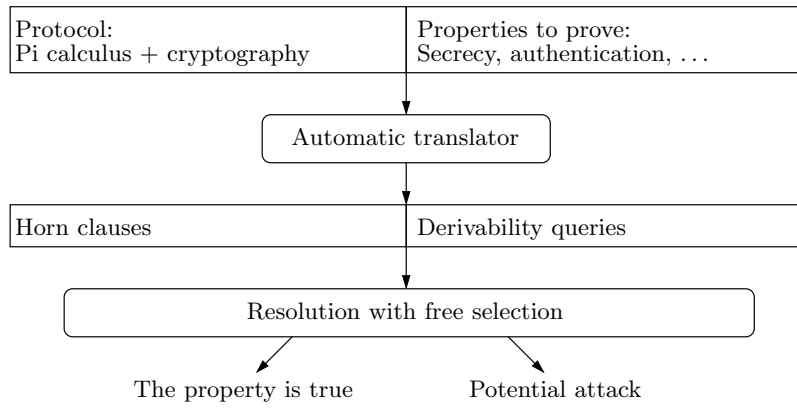 Protocol:
Pi calculus + cryptography
Properties to prove:
Secrecy, authentication, . . .
Automatic translator
Horn clauses
Derivability queries
Resolution with free selection
The property is true
Potential attack